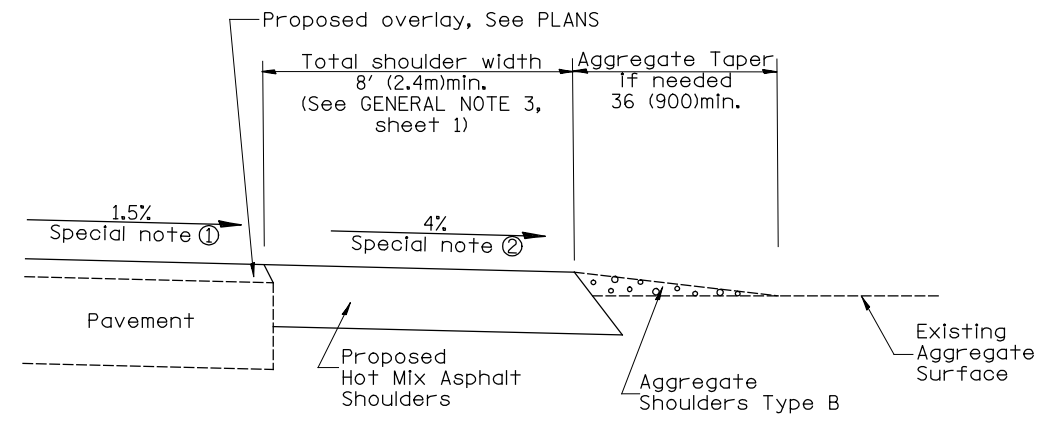 Proposed overlay, See PLANS
Total shoulder width
8' (2.4m)min.
(See GENERAL NOTE 3,
sheet 1)
Aggregate Taper
if needed
36 (900)min.
1.5%
Special note ①
4%
Special note ②
Pavement
Proposed
Hot Mix Asphalt
Shoulders
Aggregate
Shoulders Type B
Existing
Aggregate
Surface